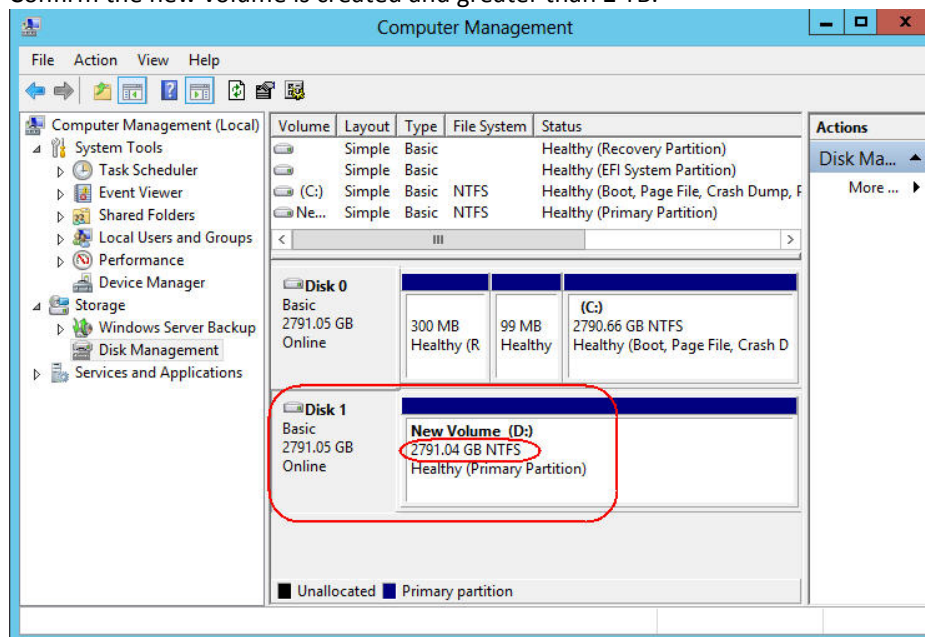 Confirm the new volume is created and greater than 2 TB.
Computer Management
File Action View Help
Computer Management (Local)
System Tools
Task Scheduler
Event Viewer
Shared Folders
Local Users and Groups
Performance
Device Manager
Storage
Windows Server Backup
Disk Management
Services and Applications
Volume Layout Type File System Status
Simple Basic Healthy (Recovery Partition)
Simple Basic Healthy (EFI System Partition)
(C:) Simple Basic NTFS Healthy (Boot, Page File, Crash Dump, P
Ne... Simple Basic NTFS Healthy (Primary Partition)
Disk 0
Basic
2791.05 GB
Online
300 MB
Healthy (R
99 MB
Healthy
(C:)
2790.66 GB NTFS
Healthy (Boot, Page File, Crash D
Disk 1
Basic
2791.05 GB
Online
New Volume (D:)
2791.04 GB NTFS
Healthy (Primary Partition)
Unallocated Primary partition
Actions
Disk Ma...
More ...